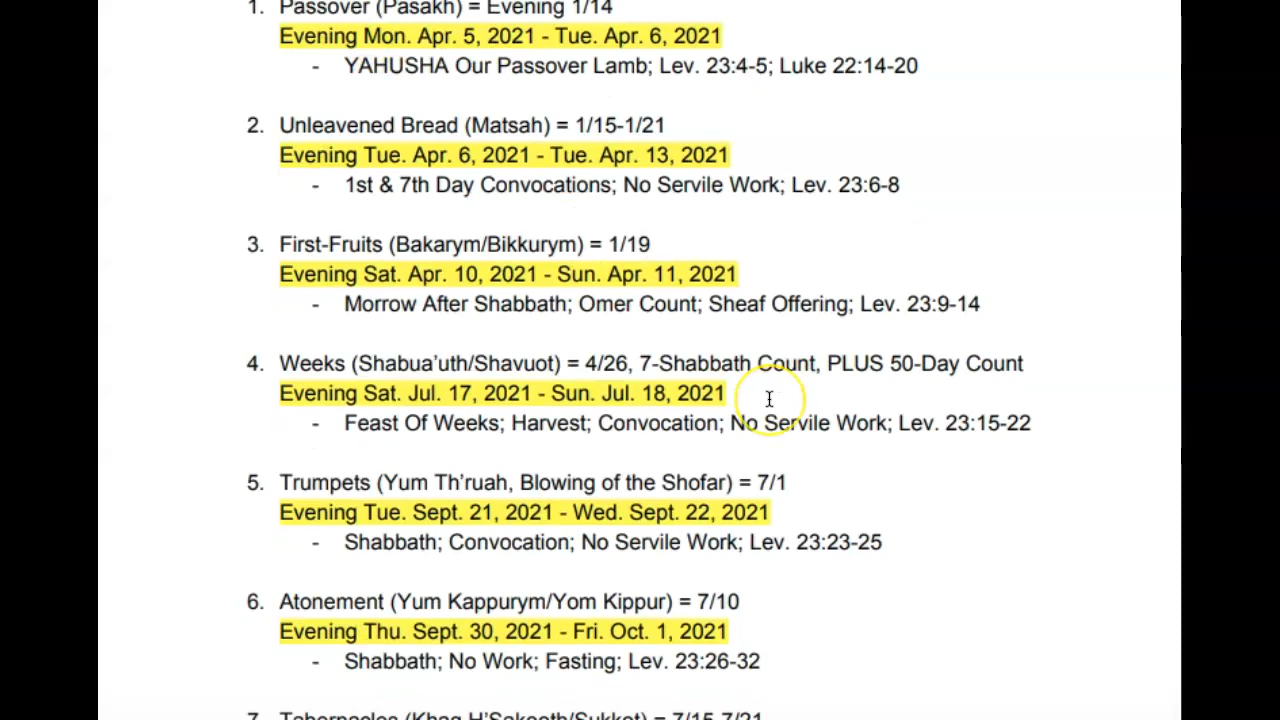 1. Passover (Pasakh) = Evening 1/14
Evening Mon. Apr. 5, 2021 - Tue. Apr. 6, 2021
- YAHUSHA Our Passover Lamb; Lev. 23:4-5; Luke 22:14-20
2. Unleavened Bread (Matsah) = 1/15-1/21
Evening Tue. Apr. 6, 2021 - Tue. Apr. 13, 2021
- 1st & 7th Day Convocations; No Servile Work; Lev. 23:6-8
3. First-Fruits (Bakarym/Bikkurym) = 1/19
Evening Sat. Apr. 10, 2021 - Sun. Apr. 11, 2021
- Morrow After Shabbath; Omer Count; Sheaf Offering; Lev. 23:9-14
4. Weeks (Shabua’uth/Shavuot) = 4/26, 7-Shabbath Count, PLUS 50-Day Count
Evening Sat. Jul. 17, 2021 - Sun. Jul. 18, 2021
- Feast Of Weeks; Harvest; Convocation; No Servile Work; Lev. 23:15-22
5. Trumpets (Yum Th’ruah, Blowing of the Shofar) = 7/1
Evening Tue. Sept. 21, 2021 - Wed. Sept. 22, 2021
- Shabbath; Convocation; No Servile Work; Lev. 23:23-25
6. Atonement (Yum Kappurym/Yom Kippur) = 7/10
Evening Thu. Sept. 30, 2021 - Fri. Oct. 1, 2021
- Shabbath; No Work; Fasting; Lev. 23:26-32
7. Tabernacles (Khag H’Sakooth/Sukkot) = 7/15-7/21